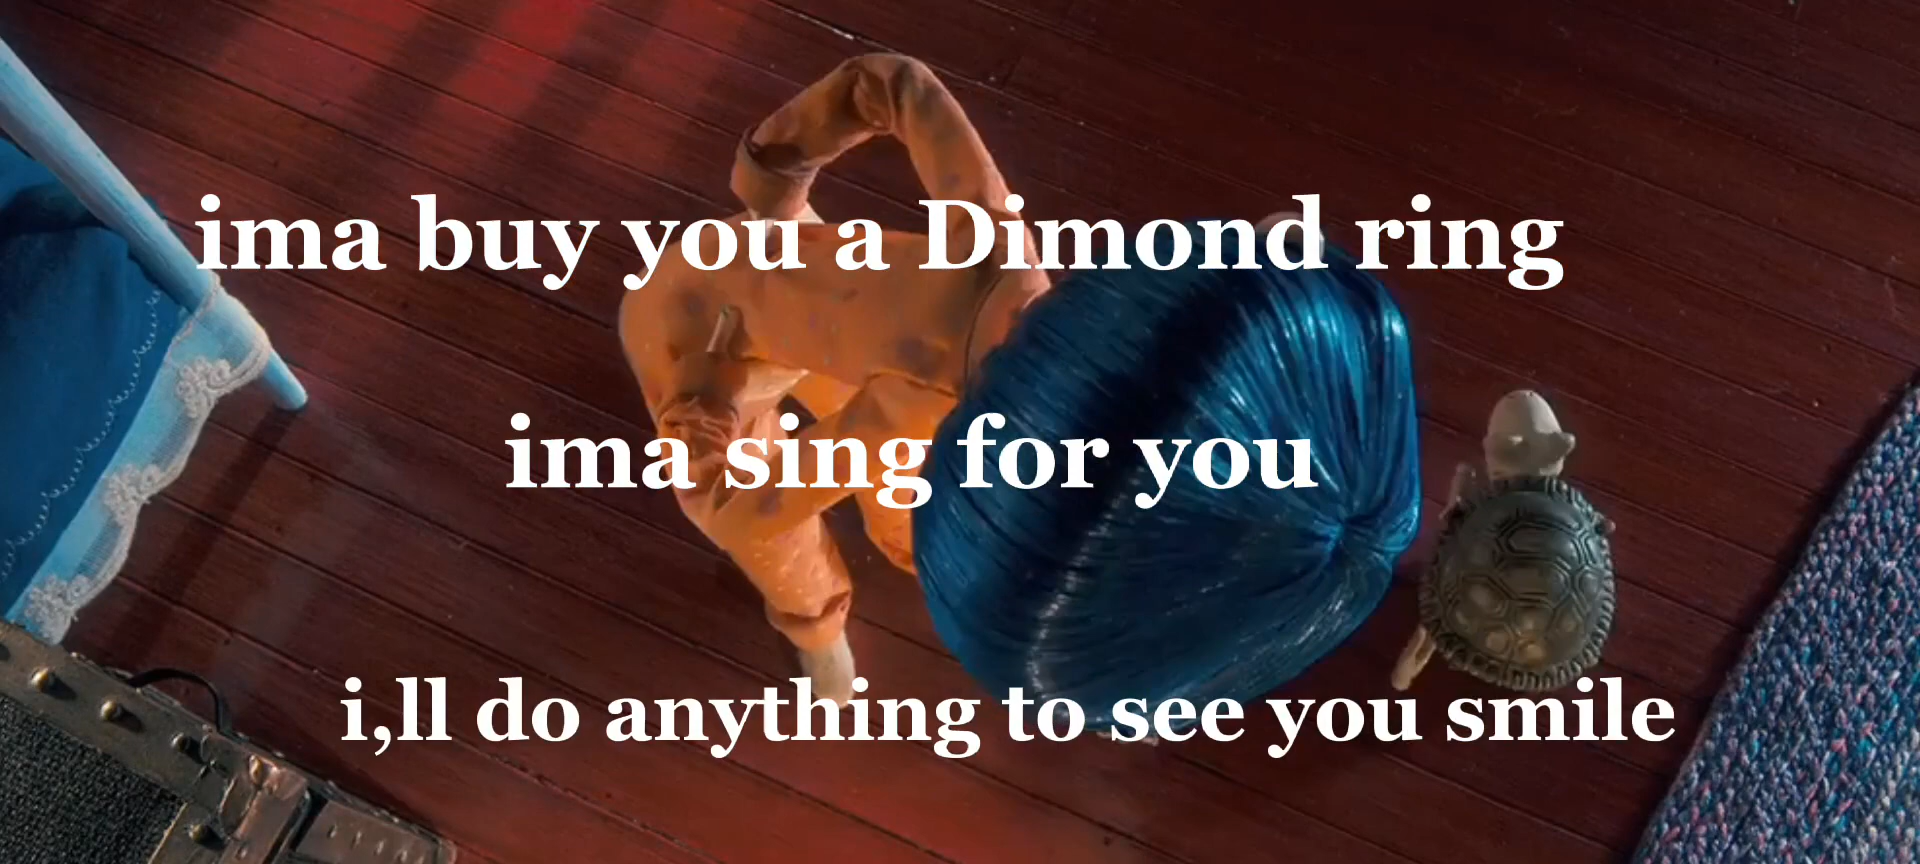 ima buy you a Dimond ring
ima sing for you
i,ll do anything to see you smile